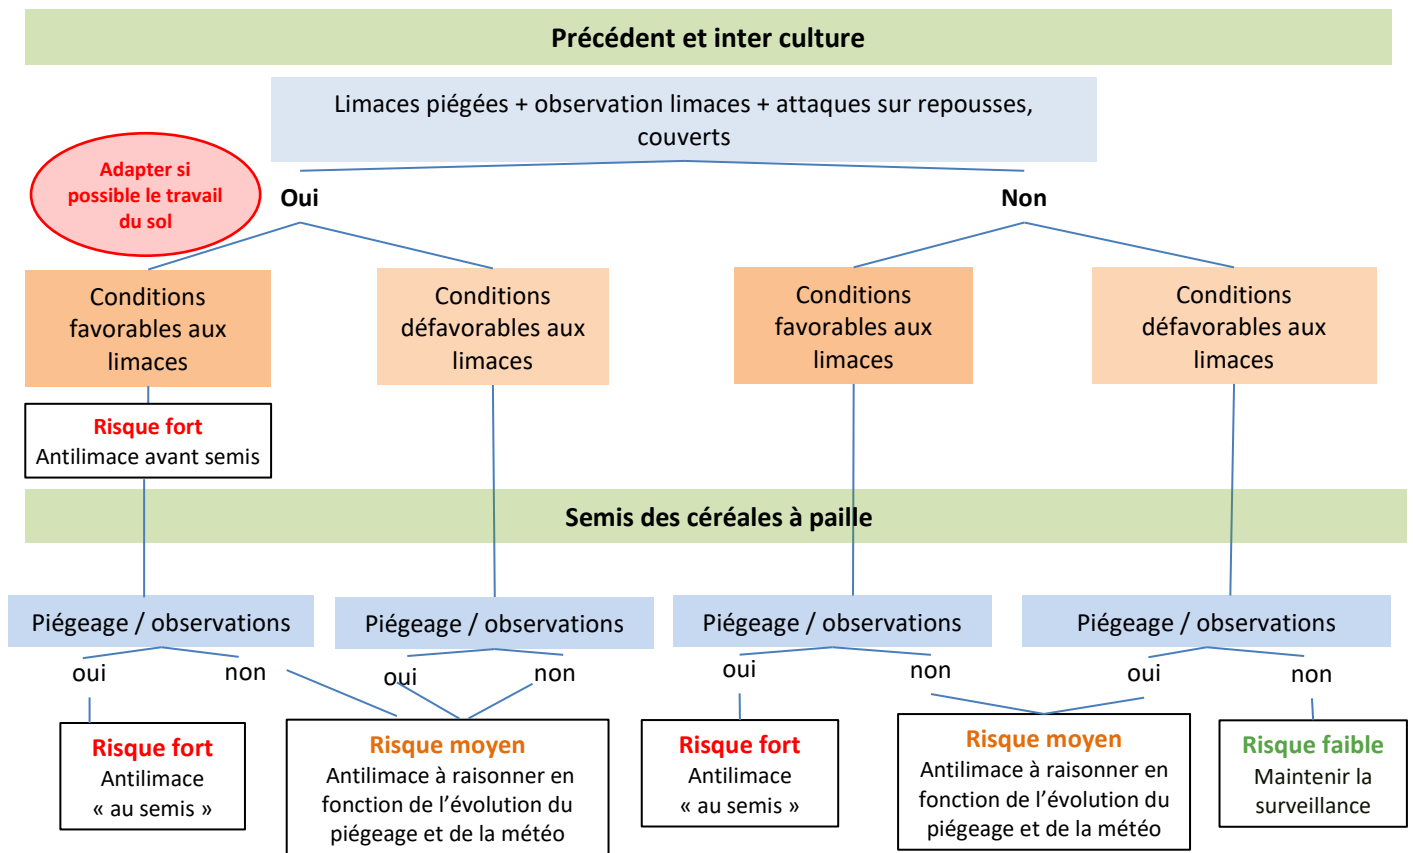 Précédent et inter culture
Limaces piégées + observation limaces + attaques sur repousses,
couverts
Adapter si
possible le travail
du sol
Oui
Non
Conditions
favorables aux
limaces
Conditions
défavorables aux
limaces
Conditions
favorables aux
limaces
Conditions
défavorables aux
limaces
Risque fort
Antilimace avant semis
Semis des céréales à paille
Piégeage / observations
Piégeage / observations
Piégeage / observations
Piégeage / observations
oui
non
oui
non
oui
non
oui
non
Risque fort
Antilimace
« au semis »
Risque moyen
Antilimace à raisonner en
fonction de l’évolution du
piégeage et de la météo
Risque fort
Antilimace
« au semis »
Risque moyen
Antilimace à raisonner en
fonction de l’évolution du
piégeage et de la météo
Risque faible
Maintenir la
surveillance